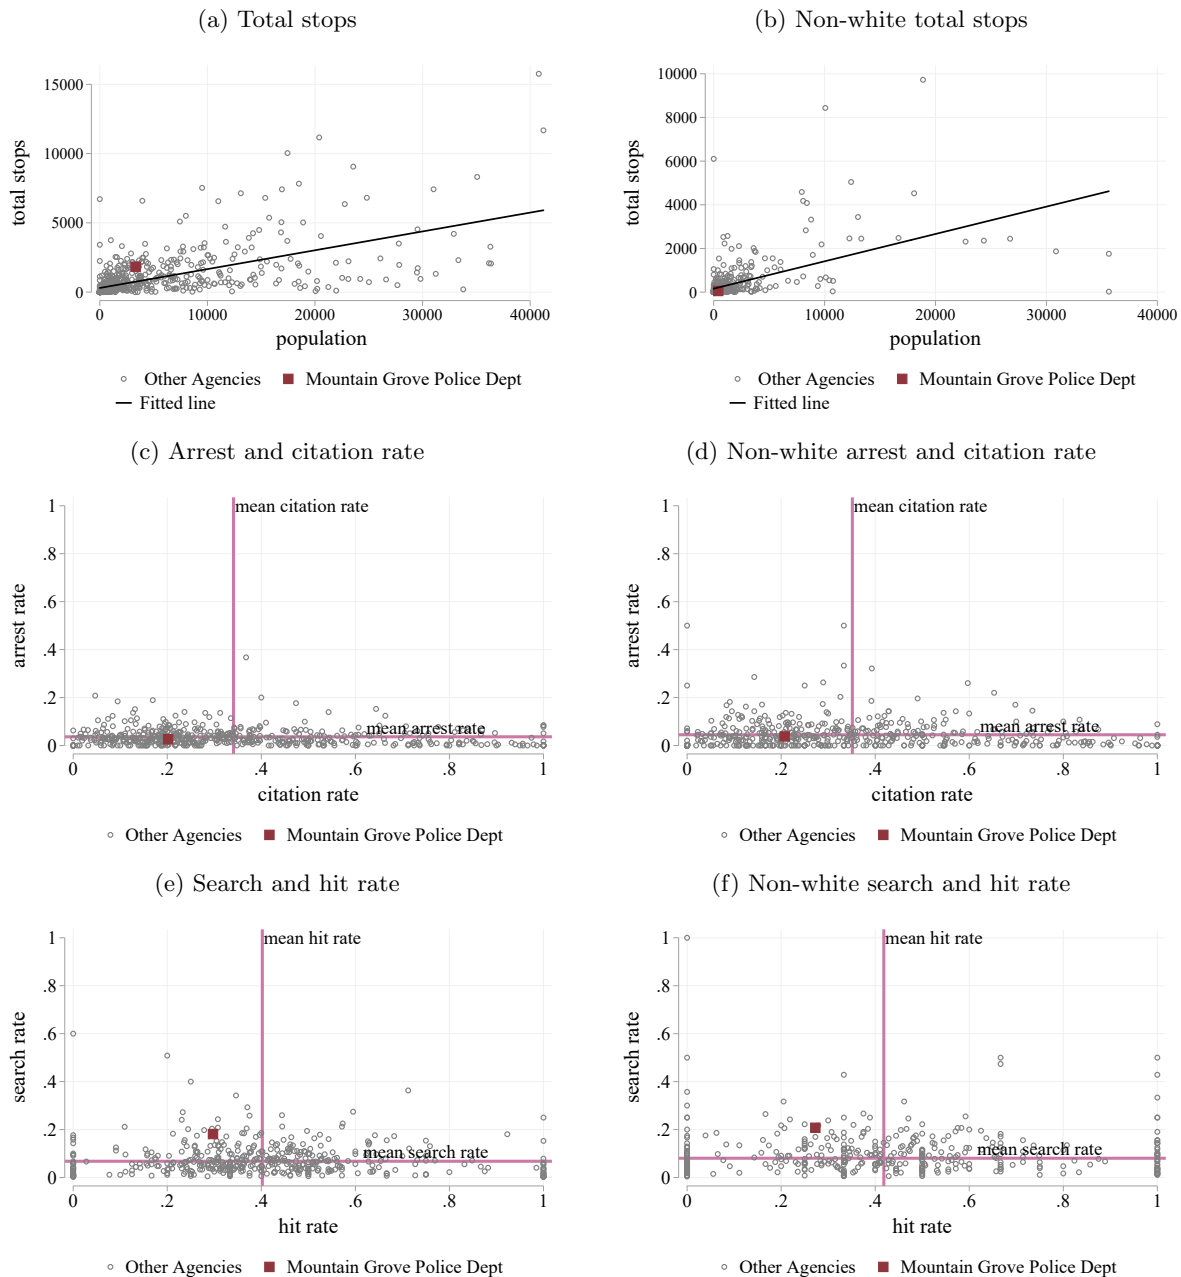 (a) Total stops
(b) Non-white total stops
total stops
15000
10000
5000
0
0 10000 20000 30000 40000
population
Other Agencies Mountain Grove Police Dept
Fitted line
total stops
10000
8000
6000
4000
2000
0
0 10000 20000 30000 40000
population
Other Agencies Mountain Grove Police Dept
Fitted line
(c) Arrest and citation rate
(d) Non-white arrest and citation rate
arrest rate
1
.8
.6
.4
.2
0
mean citation rate
mean arrest rate
0 .2 .4 .6 .8 1
citation rate
Other Agencies Mountain Grove Police Dept
arrest rate
1
.8
.6
.4
.2
0
mean citation rate
mean arrest rate
0 .2 .4 .6 .8 1
citation rate
Other Agencies Mountain Grove Police Dept
(e) Search and hit rate
(f) Non-white search and hit rate
search rate
1
.8
.6
.4
.2
0
mean hit rate
mean search rate
0 .2 .4 .6 .8 1
hit rate
Other Agencies Mountain Grove Police Dept
search rate
1
.8
.6
.4
.2
0
mean hit rate
mean search rate
0 .2 .4 .6 .8 1
hit rate
Other Agencies Mountain Grove Police Dept